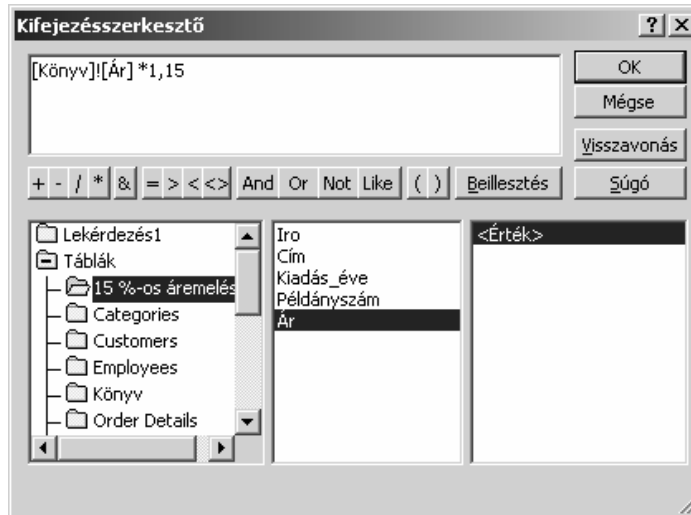 Kifejezésszerkesztő
[Könyv]![Ár] *1,15
OK
Mégse
Visszavonás
+ - / * & = > < <> And Or Not Like ( ) Beillesztés Súgó
Lekérdezés1
Táblák
15 %-os áremelés
Categories
Customers
Employees
Könyv
Order Details
Iro
Cím
Kiadás_éve
Példányszám
Ár
<Érték>